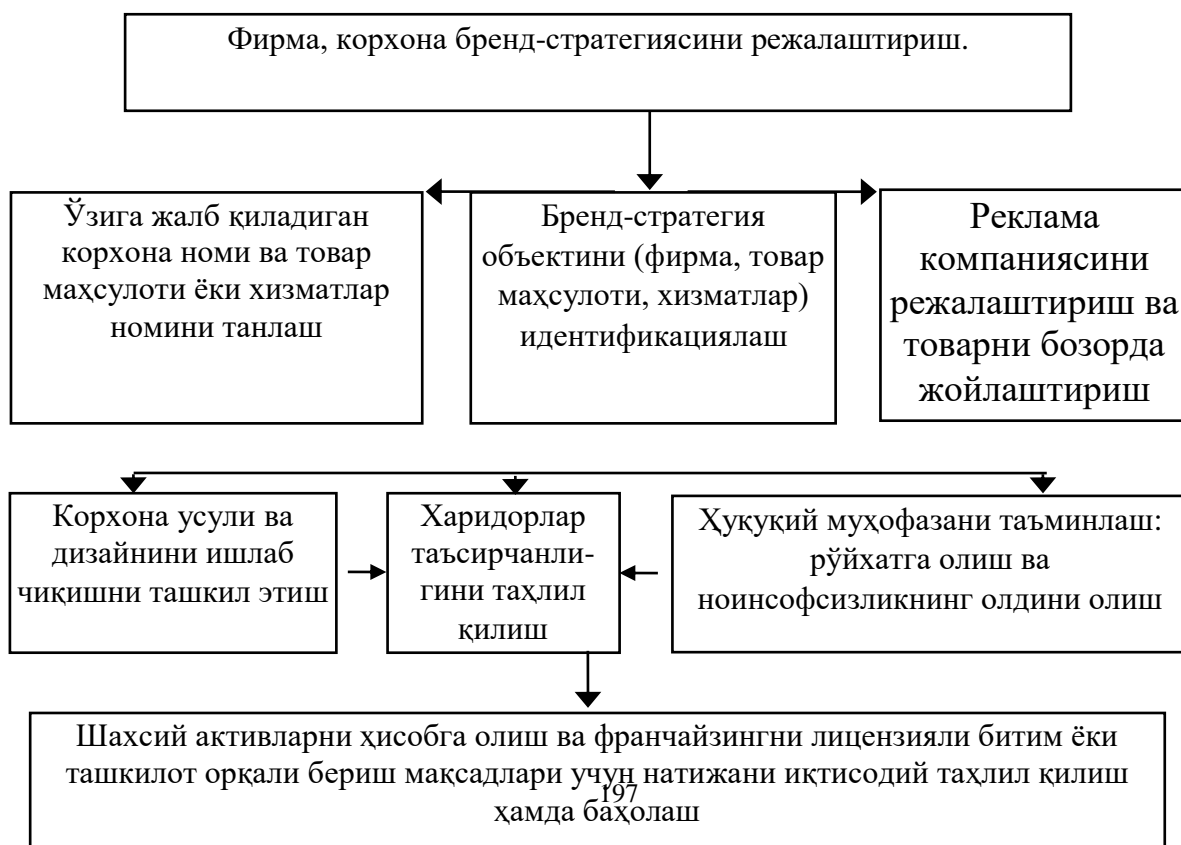 Фирма, корхона бренд-стратегиясини режалаштириш.
Ўзига жалб қиладиган
корхона номи ва товар
маҳсулоти ёки хизматлар
номини танлаш
Бренд-стратегия
объектини (фирма, товар
маҳсулоти, хизматлар)
идентификациялаш
Реклама
компаниясини
режалаштириш ва
товарни бозорда
жойлаштириш
Корхона усули ва
дизайнини ишлаб
чиқишни ташкил этиш
Харидорлар
таъсирчанли-
гини таҳлил
қилиш
Ҳуқуқий муҳофазани таъминлаш:
рўйхатга олиш ва
ноинсофсизликнинг олдини олиш
Шахсий активларни ҳисобга олиш ва франчайзингни лицензияли битим ёки
ташкилот орқали бериш мақсадлари учун натижани иқтисодий таҳлил қилиш
ҳамда баҳолаш
197